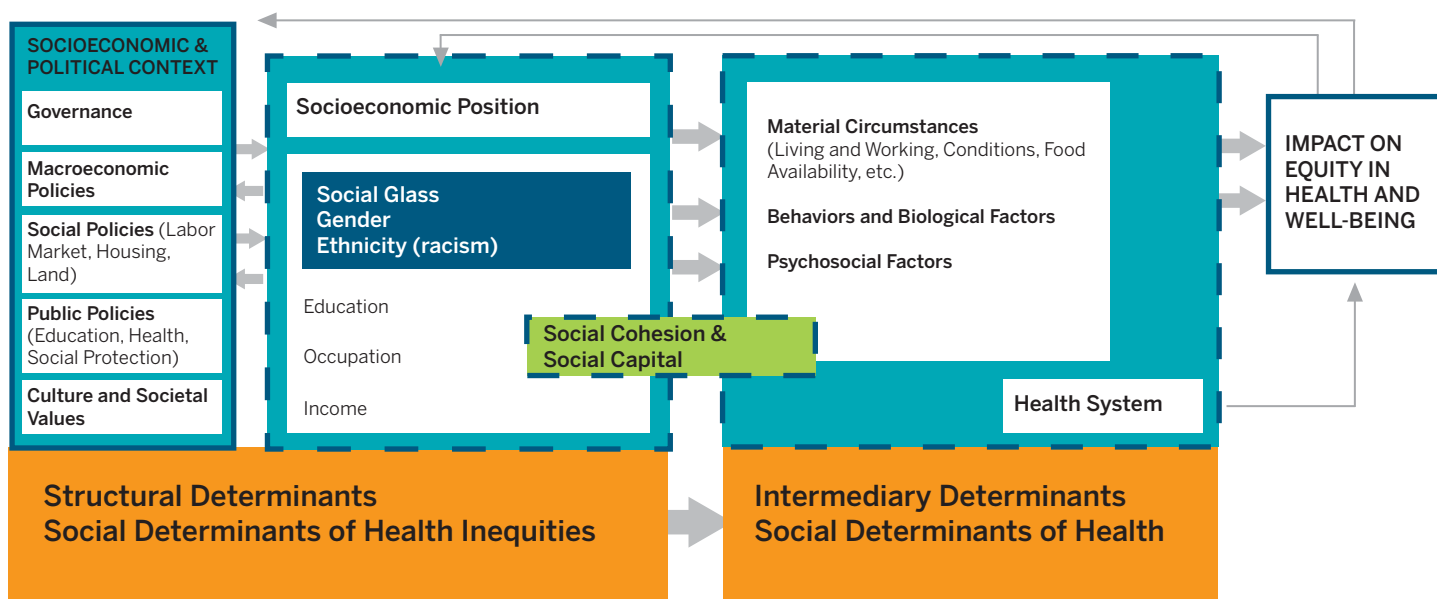 SOCIOECONOMIC &
POLITICAL CONTEXT
Governance
Macroeconomic
Policies
Social Policies (Labor
Market, Housing,
Land)
Public Policies
(Education, Health,
Social Protection)
Culture and Societal
Values
Socioeconomic Position
Social Glass
Gender
Ethnicity (racism)
Education
Occupation
Income
Social Cohesion &
Social Capital
Material Circumstances
(Living and Working, Conditions, Food
Availability, etc.)
Behaviors and Biological Factors
Psychosocial Factors
Health System
IMPACT ON
EQUITY IN
HEALTH AND
WELL-BEING
Structural Determinants
Social Determinants of Health Inequities
Intermediary Determinants
Social Determinants of Health